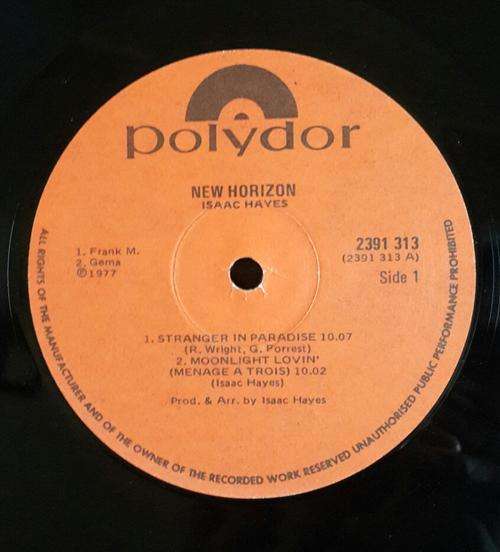 polydor
NEW HORIZON
ISAAC HAYES
1. Frank M.
2. Gema
℗ 1977
2391 313
(2391 313 A)
Side 1
1. STRANGER IN PARADISE 10.07
(R. Wright, G. Forrest)
2. MOONLIGHT LOVIN'
(MENAGE A TROIS) 10.02
(Isaac Hayes)
Prod. & Arr. by Isaac Hayes
ALL RIGHTS OF THE MANUFACTURER AND OF THE OWNER OF THE RECORDED WORK RESERVED UNAUTHORISED PUBLIC PERFORMANCE PROHIBITED